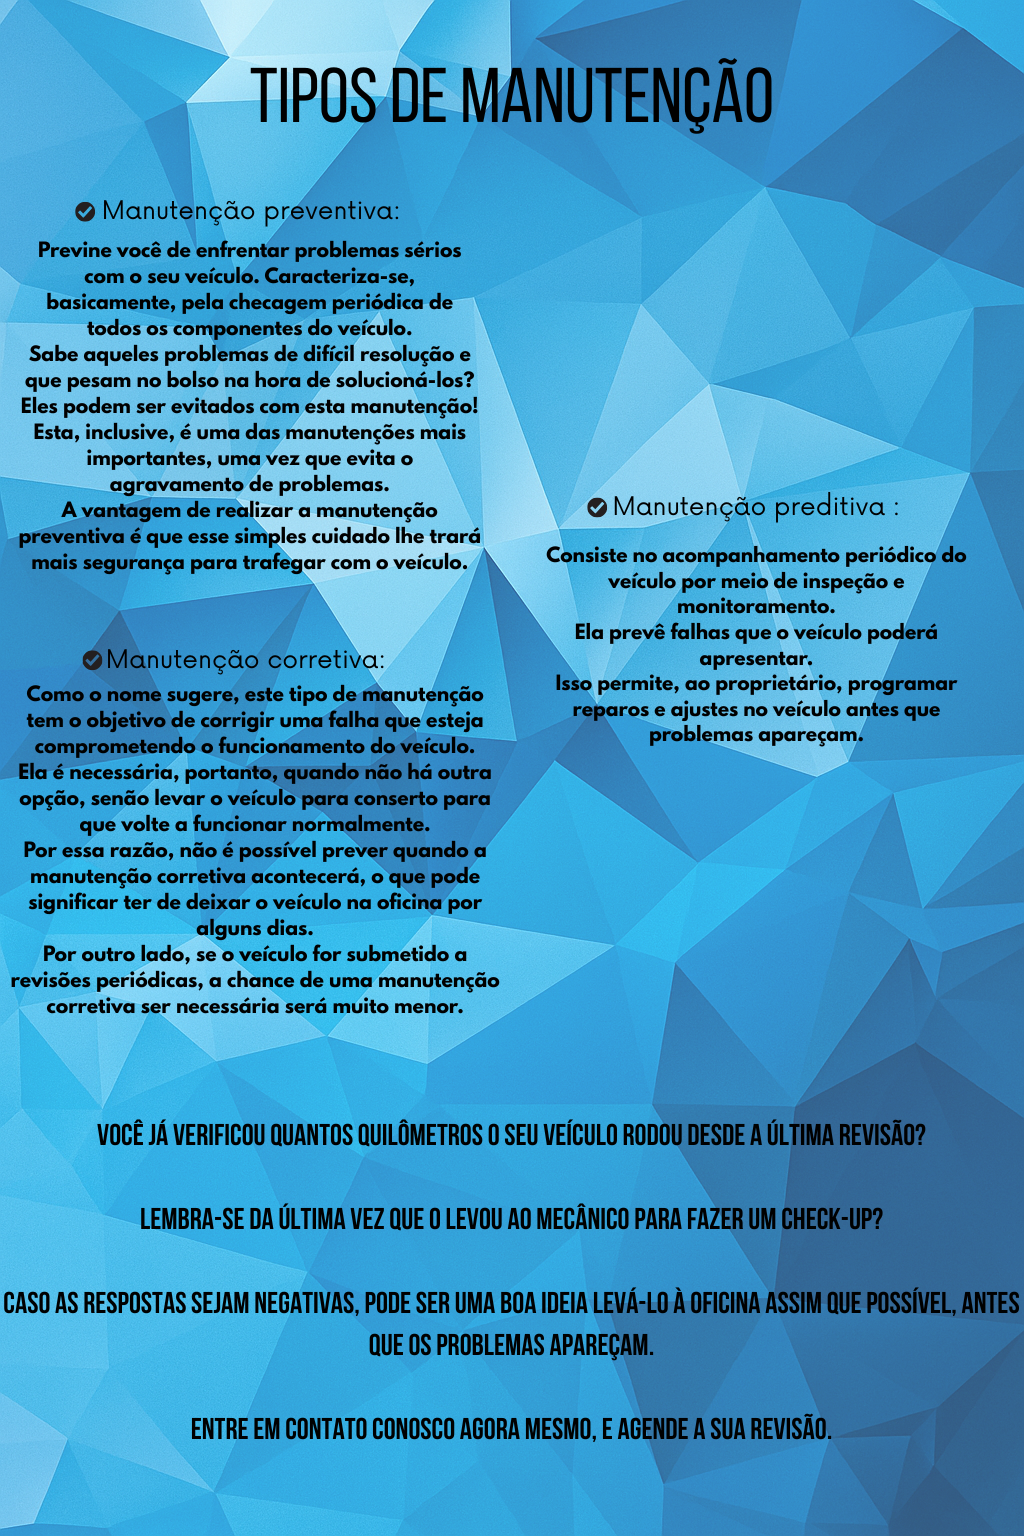 TIPOS DE MANUTENÇÃO
Manutenção preventiva:
Previne você de enfrentar problemas sérios
com o seu veículo. Caracteriza-se,
basicamente, pela checagem periódica de
todos os componentes do veículo.
Sabe aqueles problemas de difícil resolução e
que pesam no bolso na hora de solucioná-los?
Eles podem ser evitados com esta manutenção!
Esta, inclusive, é uma das manutenções mais
importantes, uma vez que evita o
agravamento de problemas.
A vantagem de realizar a manutenção
preventiva é que esse simples cuidado lhe trará
mais segurança para trafegar com o veículo.
Manutenção corretiva:
Como o nome sugere, este tipo de manutenção
tem o objetivo de corrigir uma falha que esteja
comprometendo o funcionamento do veículo.
Ela é necessária, portanto, quando não há outra
opção, senão levar o veículo para conserto para
que volte a funcionar normalmente.
Por essa razão, não é possível prever quando a
manutenção corretiva acontecerá, o que pode
significar ter de deixar o veículo na oficina por
alguns dias.
Por outro lado, se o veículo for submetido a
revisões periódicas, a chance de uma manutenção
corretiva ser necessária será muito menor.
Manutenção preditiva :
Consiste no acompanhamento periódico do
veículo por meio de inspeção e
monitoramento.
Ela prevê falhas que o veículo poderá
apresentar.
Isso permite, ao proprietário, programar
reparos e ajustes no veículo antes que
problemas apareçam.
VOCÊ JÁ VERIFICOU QUANTOS QUILÔMETROS O SEU VEÍCULO RODOU DESDE A ÚLTIMA REVISÃO?
LEMBRA-SE DA ÚLTIMA VEZ QUE O LEVOU AO MECÂNICO PARA FAZER UM CHECK-UP?
CASO AS RESPOSTAS SEJAM NEGATIVAS, PODE SER UMA BOA IDEIA LEVÁ-LO À OFICINA ASSIM QUE POSSÍVEL, ANTES
QUE OS PROBLEMAS APAREÇAM.
ENTRE EM CONTATO CONOSCO AGORA MESMO, E AGENDE A SUA REVISÃO.